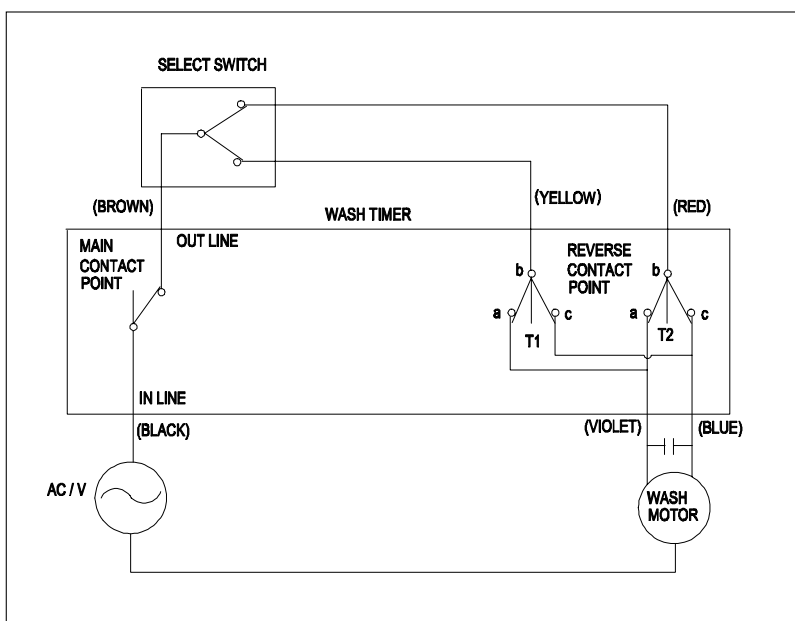 SELECT SWITCH
(BROWN)
WASH TIMER
(YELLOW)
(RED)
OUT LINE
MAIN
CONTACT
POINT
REVERSE
CONTACT
POINT
b
b
a
c
a
c
T1
T2
IN LINE
(BLACK)
(VIOLET)
(BLUE)
AC / V
WASH
MOTOR